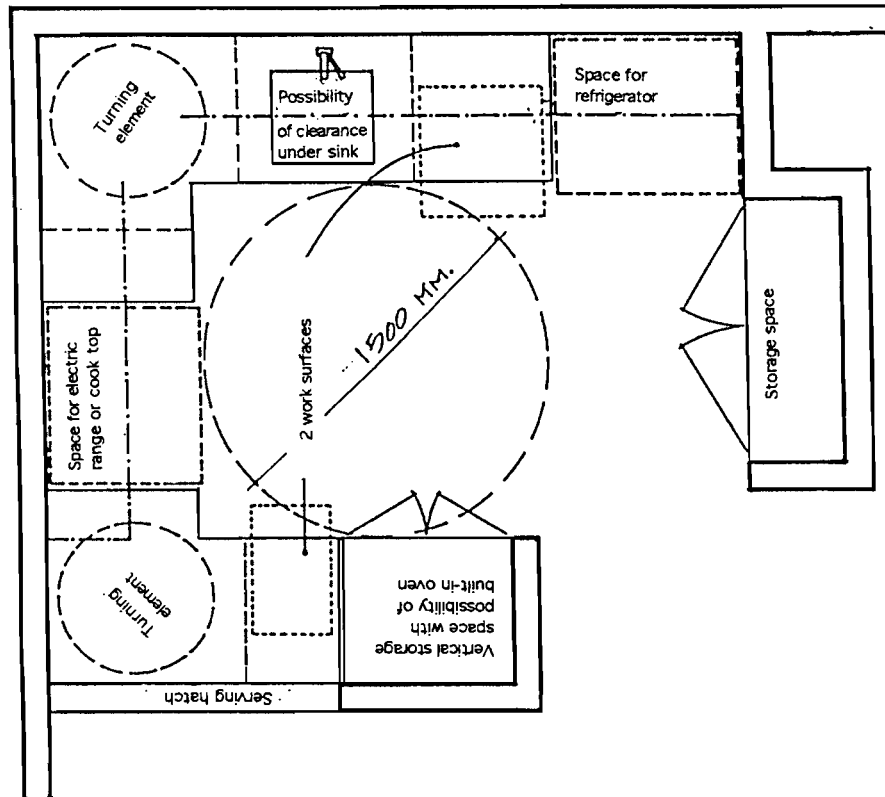 Turning
element
Possibility
of clearance
under sink
Space for
refrigerator
1500 MM.
2 work surfaces
Space for electric
range or cook top
Storage space
Turning
element
Vertical storage
space with
possibility of
built-in oven
Serving hatch